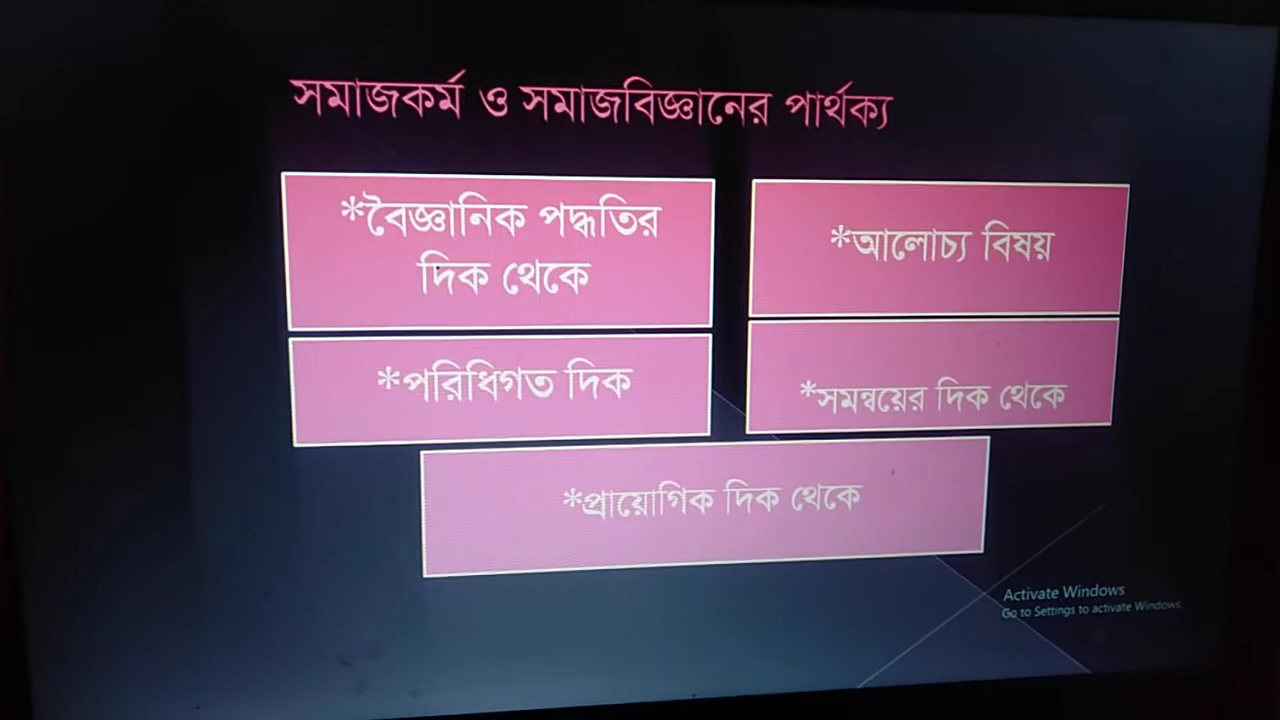 সমাজকর্ম ও সমাজবিজ্ঞানের পার্থক্য
*বৈজ্ঞানিক পদ্ধতির
দিক থেকে
*আলোচ্য বিষয়
*পরিধিগত দিক
*সমন্বয়ের দিক থেকে
*প্রায়োগিক দিক থেকে
Activate Windows
Go to Settings to activate Windows